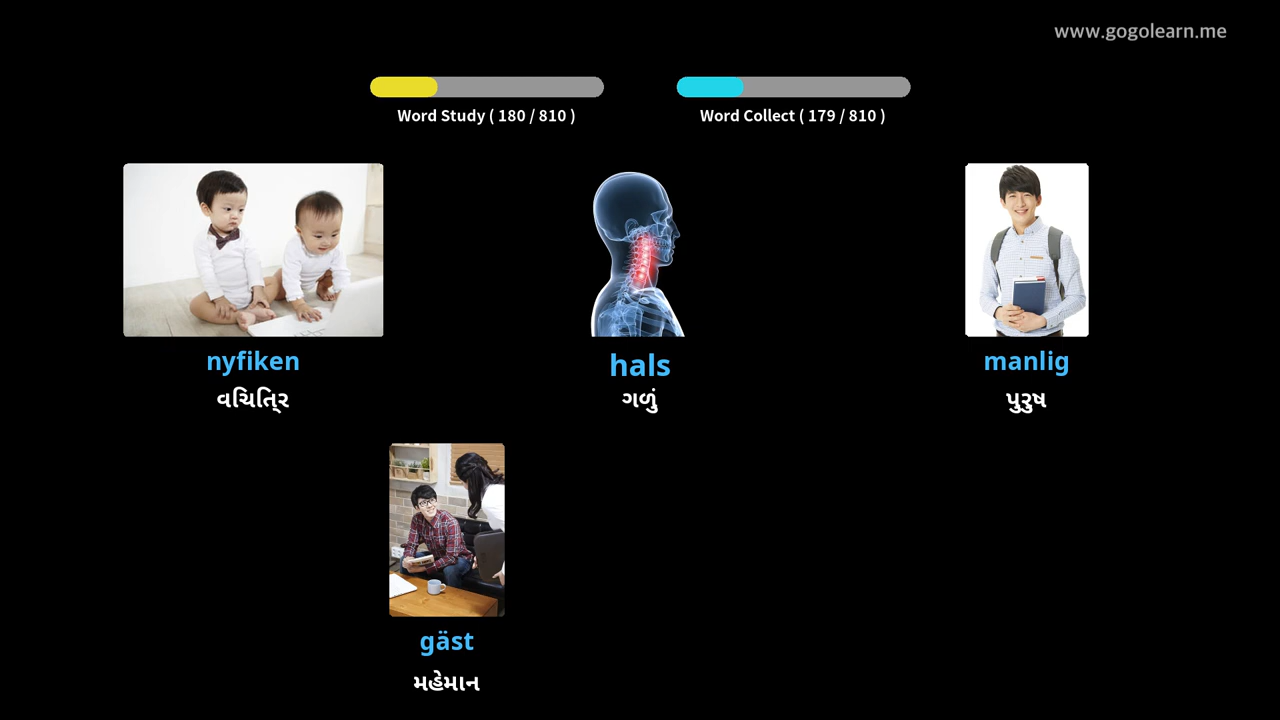 www.gogolearn.me
Word Study ( 180 / 810 )
Word Collect ( 179 / 810 )
nyfiken
hals
manlig
વિચિત્ર
ગળું
પુરુષ
gäst
મહેમાન